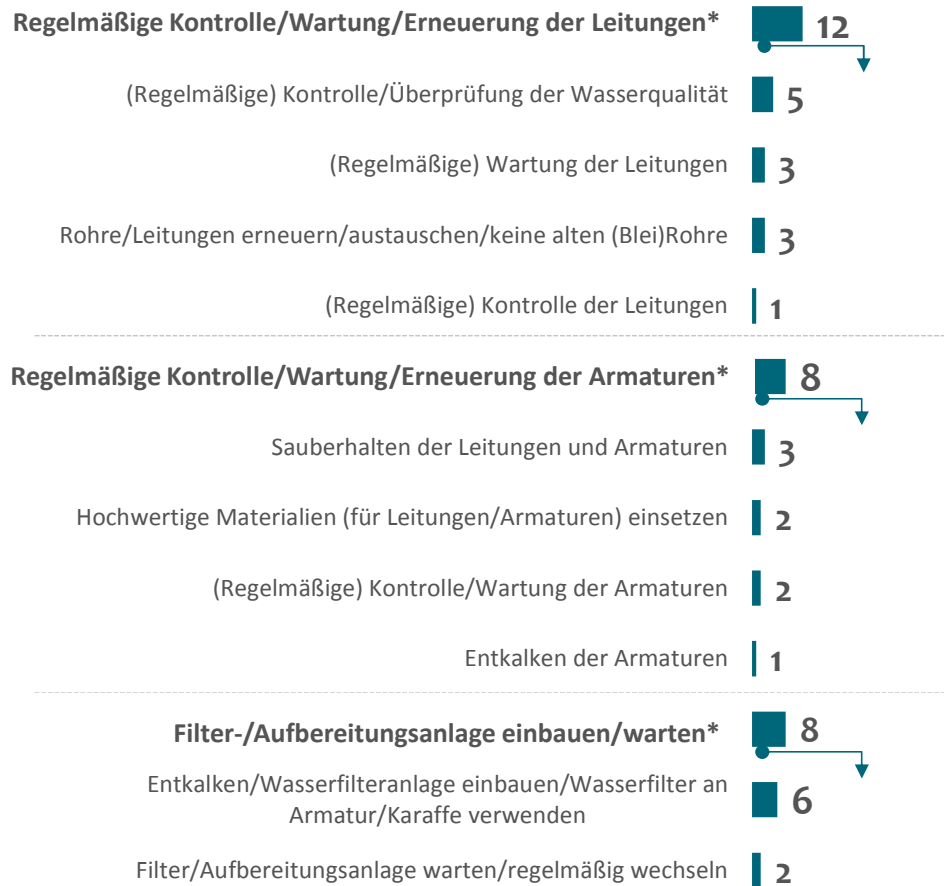 Regelmäßige Kontrolle/Wartung/Erneuerung der Leitungen* 12
(Regelmäßige) Kontrolle/Überprüfung der Wasserqualität 5
(Regelmäßige) Wartung der Leitungen 3
Rohre/Leitungen erneuern/austauschen/keine alten (Blei)Rohre 3
(Regelmäßige) Kontrolle der Leitungen 1
Regelmäßige Kontrolle/Wartung/Erneuerung der Armaturen* 8
Sauberhalten der Leitungen und Armaturen 3
Hochwertige Materialien (für Leitungen/Armaturen) einsetzen 2
(Regelmäßige) Kontrolle/Wartung der Armaturen 2
Entkalken der Armaturen 1
Filter-/Aufbereitungsanlage einbauen/warten* 8
Entkalken/Wasserfilteranlage einbauen/Wasserfilter an
Armatur/Karaffe verwenden 6
Filter/Aufbereitungsanlage warten/regelmäßig wechseln 2